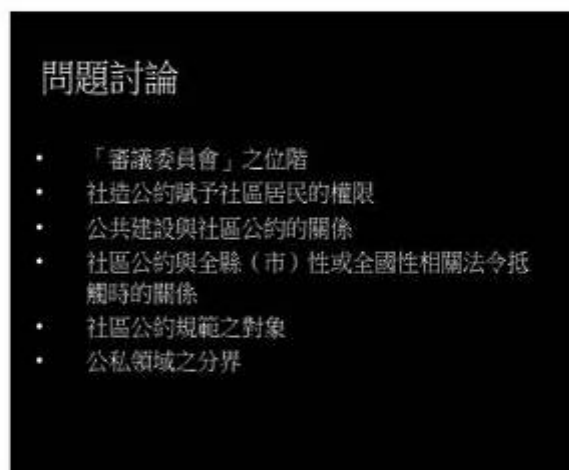 問題討論
• 「審議委員會」之位階
• 社造公約賦予社區居民的權限
• 公共建設與社區公約的關係
• 社區公約與全縣（市）性或全國性相關法令抵
觸時的關係
• 社區公約規範之對象
• 公私領域之分界